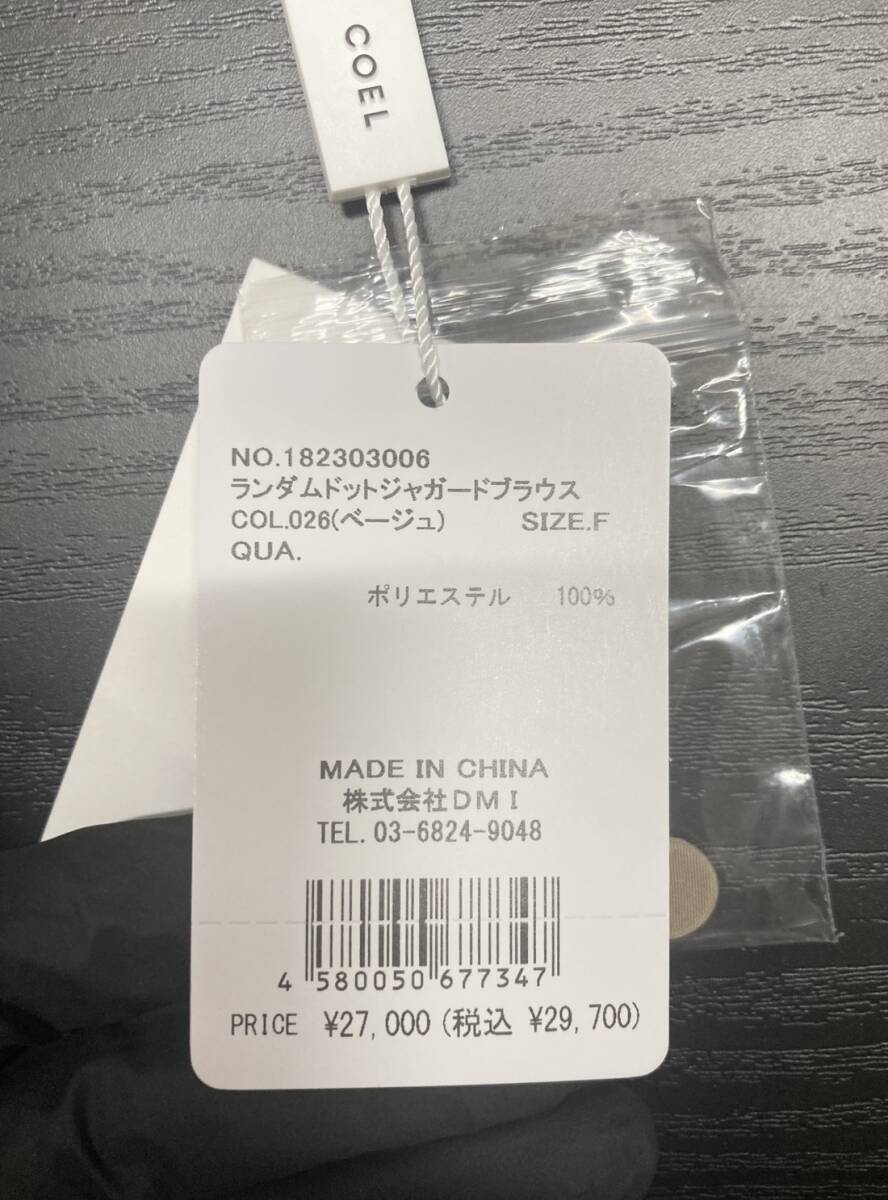 COEL
NO.182303006
ランダムドットジャガードブラウス
COL.026(ベージュ) SIZE.F
QUA.
ポリエステル 100%
MADE IN CHINA
株式会社DMI
TEL. 03-6824-9048
4 580050 677347
PRICE ¥27,000 (税込 ¥29,700)